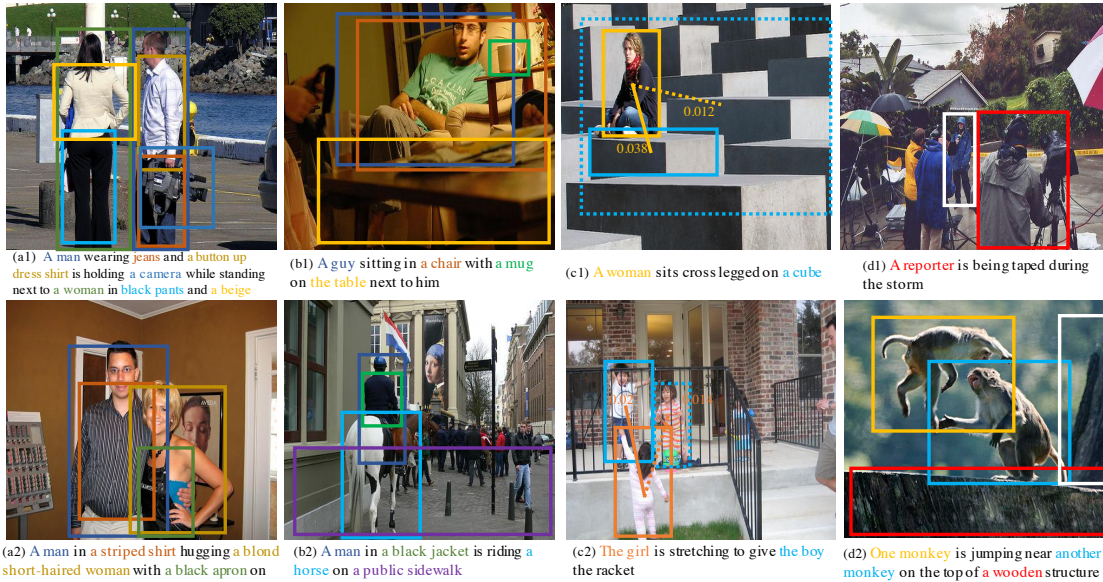 0.012
0.038
(a1) A man wearing jeans and a button up
dress shirt is holding a camera while standing
next to a woman in black pants and a beige
(b1) A guy sitting in a chair with a mug
on the table next to him
(c1) A woman sits cross legged on a cube
(d1) A reporter is being taped during
the storm
(a2) A man in a striped shirt hugging a blond
short-haired woman with a black apron on
(b2) A man in a black jacket is riding a
horse on a public sidewalk
(c2) The girl is stretching to give the boy
the racket
(d2) One monkey is jumping near another
monkey on the top of a wooden structure